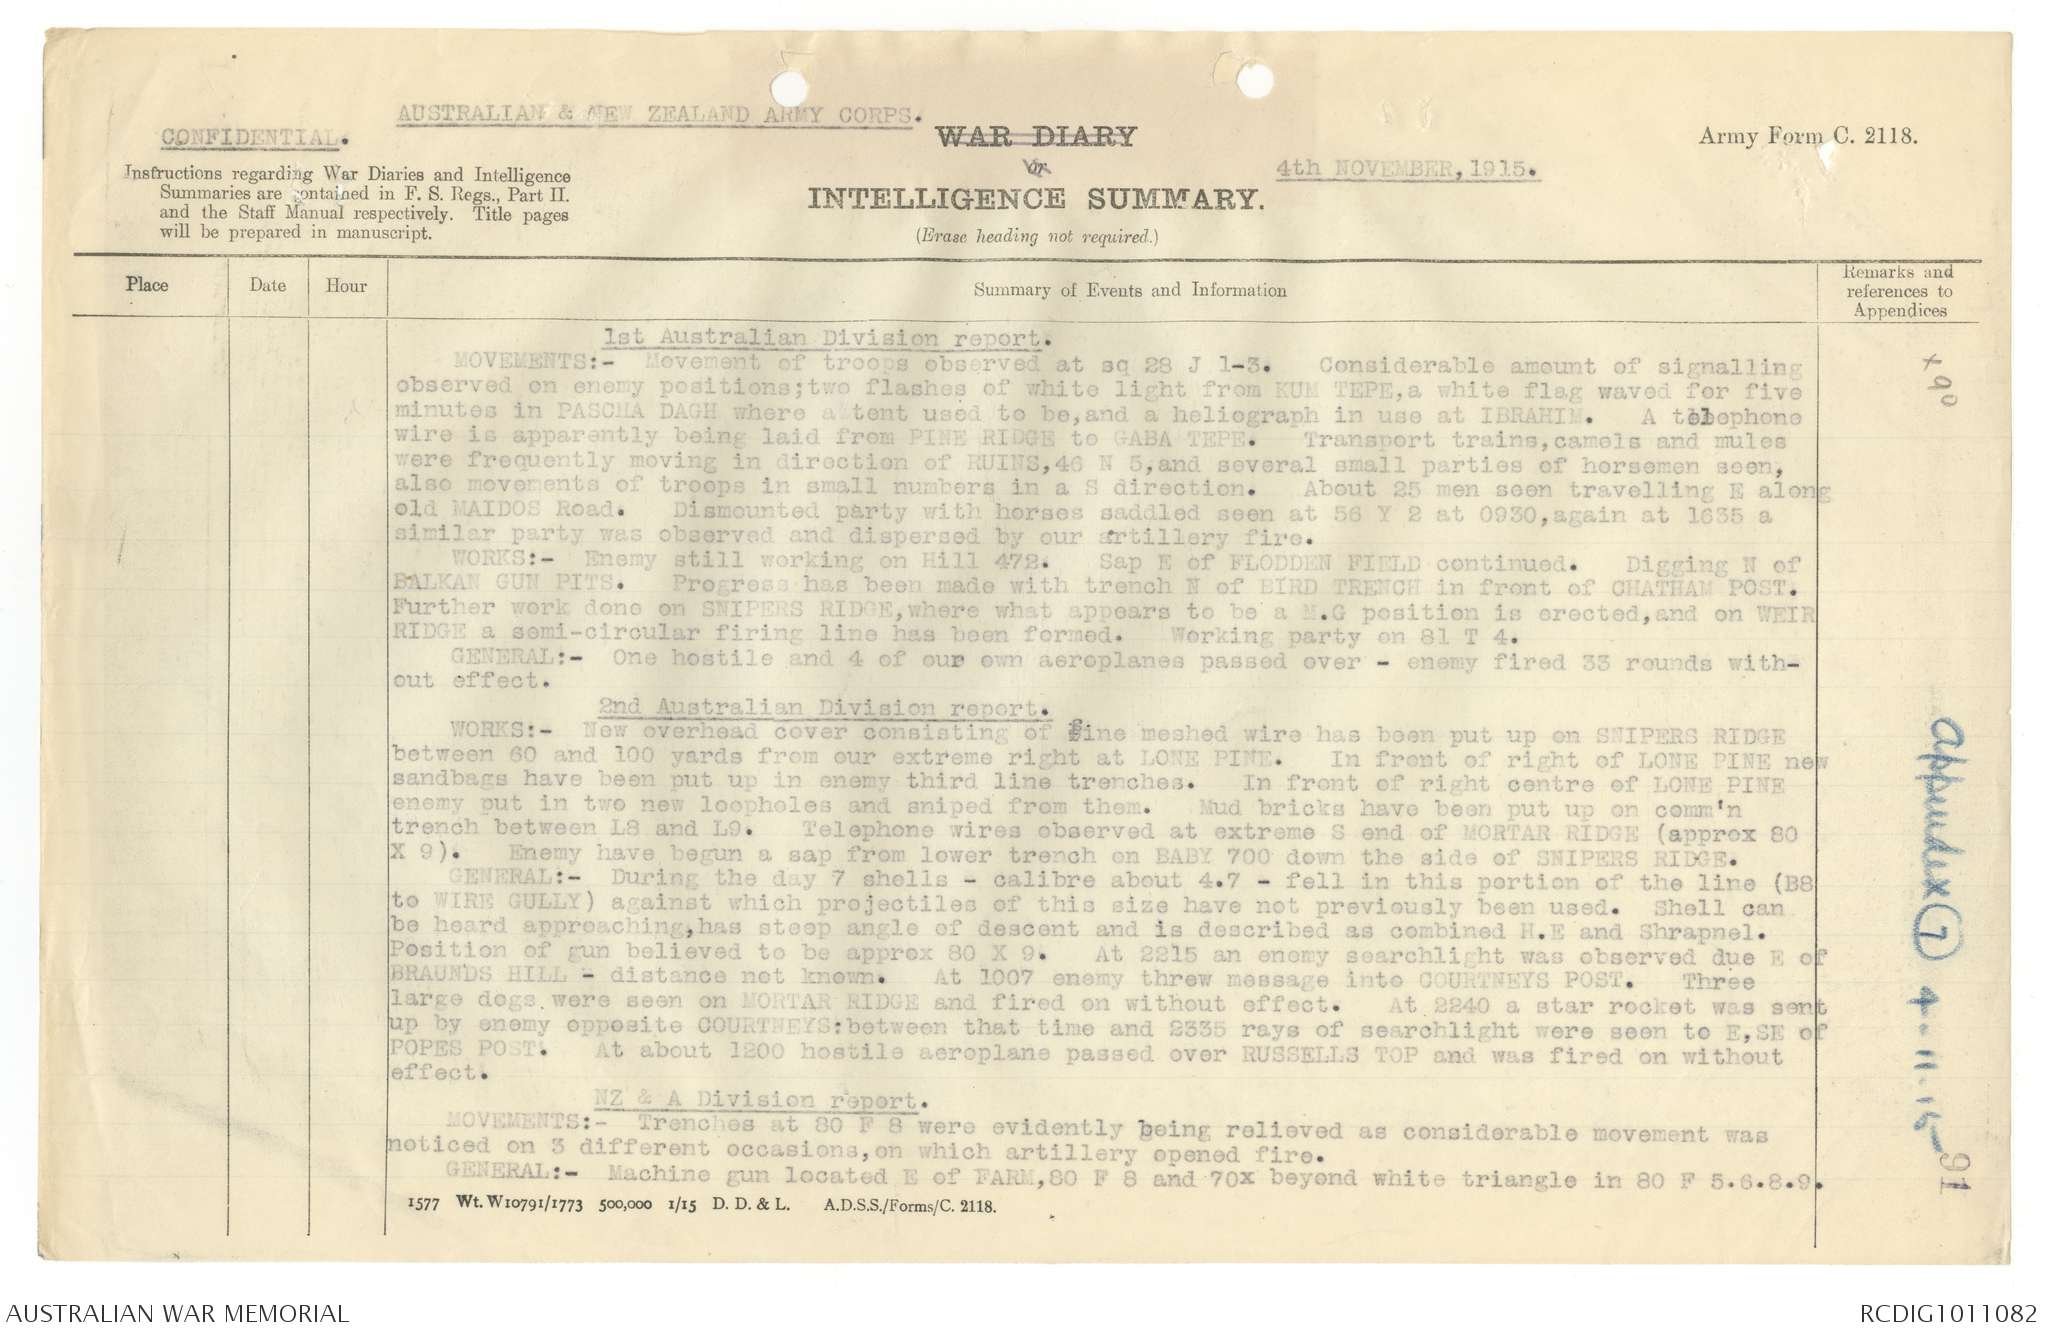 AUSTRALIAN & NEW ZEALAND ARMY CORPS.
CONFIDENTIAL.
WAR DIARY
or
INTELLIGENCE SUMMARY.
(Erase heading not required.)
4th NOVEMBER, 1915.
Army Form C. 2118.
Instructions regarding War Diaries and Intelligence
Summaries are contained in F. S. Regs., Part II.
and the Staff Manual respectively. Title pages
will be prepared in manuscript.
Place
Date
Hour
Summary of Events and Information
Remarks and
references to
Appendices
1st Australian Division report.
MOVEMENTS:- Movement of troops observed at sq 28 J 1-3. Considerable amount of signalling
observed on enemy positions;two flashes of white light from KUM TEPE,a white flag waved for five
minutes in PASCHA DAGH where a tent used to be,and a heliograph in use at IBRAHIM. A telephone
wire is apparently being laid from PINE RIDGE to GABA TEPE. Transport trains,camels and mules
were frequently moving in direction of RUINS,46 N 5,and several small parties of horsemen seen,
also movements of troops in small numbers in a S direction. About 25 men seen travelling E along
old MAIDOS Road. Dismounted party with horses saddled seen at 56 Y 2 at 0930,again at 1635 a
similar party was observed and dispersed by our artillery fire.
WORKS:- Enemy still working on Hill 472. Sap E of FLODDEN FIELD continued. Digging N of
BALKAN GUN PITS. Progress has been made with trench N of BIRD TRENCH in front of CHATHAM POST.
Further work done on SNIPERS RIDGE,where what appears to be a M.G position is erected,and on WEIR
RIDGE a semi-circular firing line has been formed. Working party on 81 T 4.
GENERAL:- One hostile and 4 of our own aeroplanes passed over - enemy fired 33 rounds with-
out effect.
2nd Australian Division report.
WORKS:- New overhead cover consisting of fine meshed wire has been put up on SNIPERS RIDGE
between 60 and 100 yards from our extreme right at LONE PINE. In front of right of LONE PINE new
sandbags have been put up in enemy third line trenches. In front of right centre of LONE PINE
enemy put in two new loopholes and sniped from them. Mud bricks have been put up on comm'n
trench between L8 and L9. Telephone wires observed at extreme S end of MORTAR RIDGE (approx 80
X 9). Enemy have begun a sap from lower trench on BABY 700 down the side of SNIPERS RIDGE.
GENERAL:- During the day 7 shells - calibre about 4.7 - fell in this portion of the line (B8
to WIRE GULLY) against which projectiles of this size have not previously been used. Shell can
be heard approaching,has steep angle of descent and is described as combined H.E and Shrapnel.
Position of gun believed to be approx 80 X 9. At 2215 an enemy searchlight was observed due E of
BRAUNDS HILL - distance not known. At 1007 enemy threw message into COURTNEYS POST. Three
large dogs were seen on MORTAR RIDGE and fired on without effect. At 2240 a star rocket was sent
up by enemy opposite COURTNEYS:between that time and 2335 rays of searchlight were seen to E,SE of
POPES POST. At about 1200 hostile aeroplane passed over RUSSELLS TOP and was fired on without
effect.
NZ & A Division report.
MOVEMENTS:- Trenches at 80 F 8 were evidently being relieved as considerable movement was
noticed on 3 different occasions,on which artillery opened fire.
GENERAL:- Machine gun located E of FARM,80 F 8 and 70x beyond white triangle in 80 F 5.6.8.9.
+90
Appendix 7 4.11.15
91
1577 Wt. W10791/1773 500,000 1/15 D. D. & L. A.D.S.S./Forms/C. 2118.
AUSTRALIAN WAR MEMORIAL
RCDIG1011082